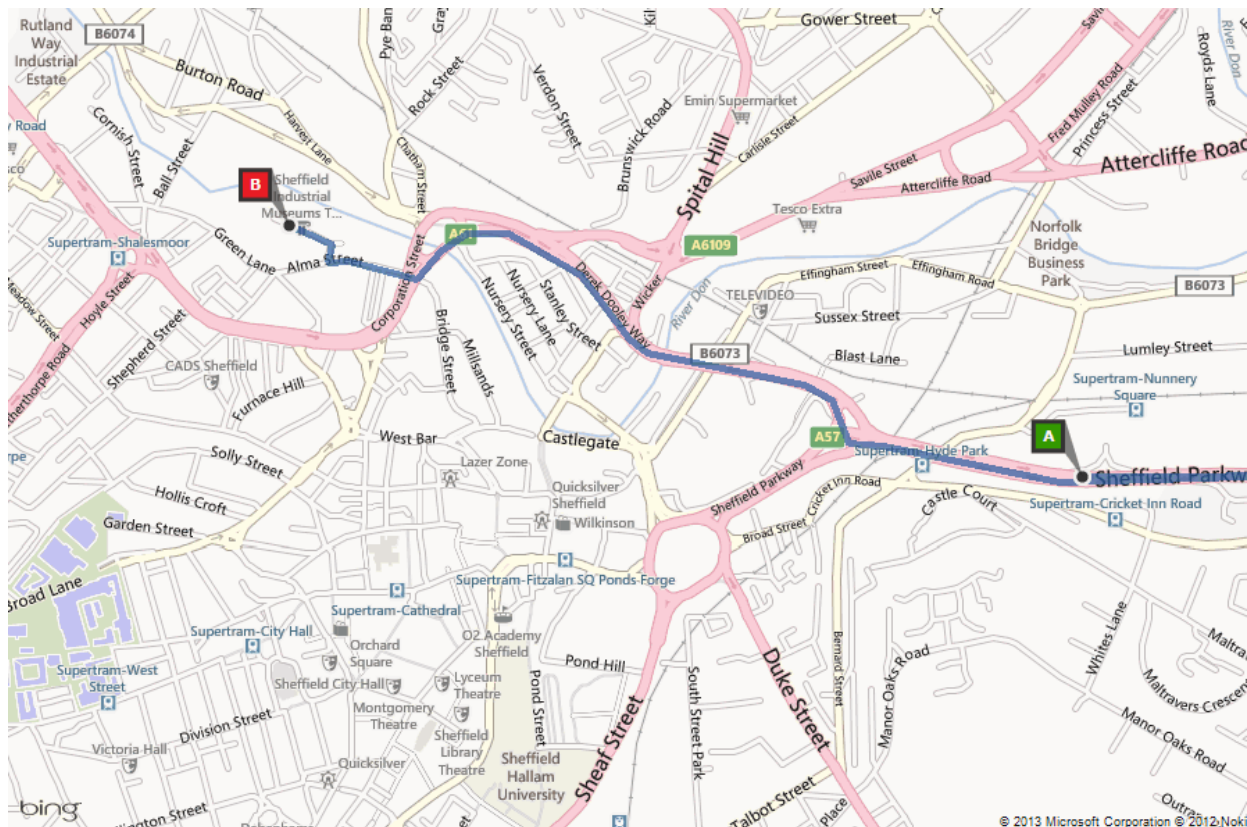 Rutland
Way
Industrial
Estate
B6074
Burton Road
Cornish Street
Ball Street
Harvest Lane
Rock Street
Chatham Street
Verdon Street
Brunswick Road
Emin Supermarket
Spital Hill
Carlisle Street
Gower Street
Savile Street
Attercliffe Road
Attercliffe Road
Fred Mulley Road
Princess Street
Royds Lane
River Don
B
Sheffield
Industrial
Museums T...
Supertram-Shalesmoor
Green Lane
Alma Street
A61
Corporation Street
Hoyle Street
Meadow Street
Shepherd Street
CADS Sheffield
Furnace Hill
Bridge Street
Millsands
Nursery Street
Nursery Lane
Stanley Street
Derek Dooley Way
Wicker
A6109
Tesco Extra
River Don
TELEVIDEO
Effingham Street
Effingham Road
Norfolk
Bridge
Business
Park
B6073
Sussex Street
Blast Lane
Lumley Street
B6073
Supertram-Nunnery
Square
A
A57
Supertram-Hyde Park
Sheffield Parkw
Supertram-Cricket Inn Road
Castle Court
Cricket Inn Road
Broad Street
Sheffield Parkway
Castlegate
West Bar
Lazer Zone
Quicksilver
Sheffield
Wilkinson
Solly Street
Hollis Croft
Garden Street
Broad Lane
Supertram-Fitzalan SQ Ponds-Forge
Supertram-Cathedral
Supertram-City Hall
Supertram-West
Street
Orchard
Square
O2 Academy
Sheffield
Sheffield City Hall
Lyceum
Theatre
Montgomery
Theatre
Sheffield
Library
Theatre
Division Street
Victoria Hall
Quicksilver
Pond Hill
Pond Street
Sheffield
Hallam
University
Sheaf Street
South Street Park
Duke Street
Talbot Street
Place
Bernard Street
Manor Oaks Road
Whites Lane
Maltravers Crescent
Manor Oaks Road
bing
© 2013 Microsoft Corporation © 2012 Noki